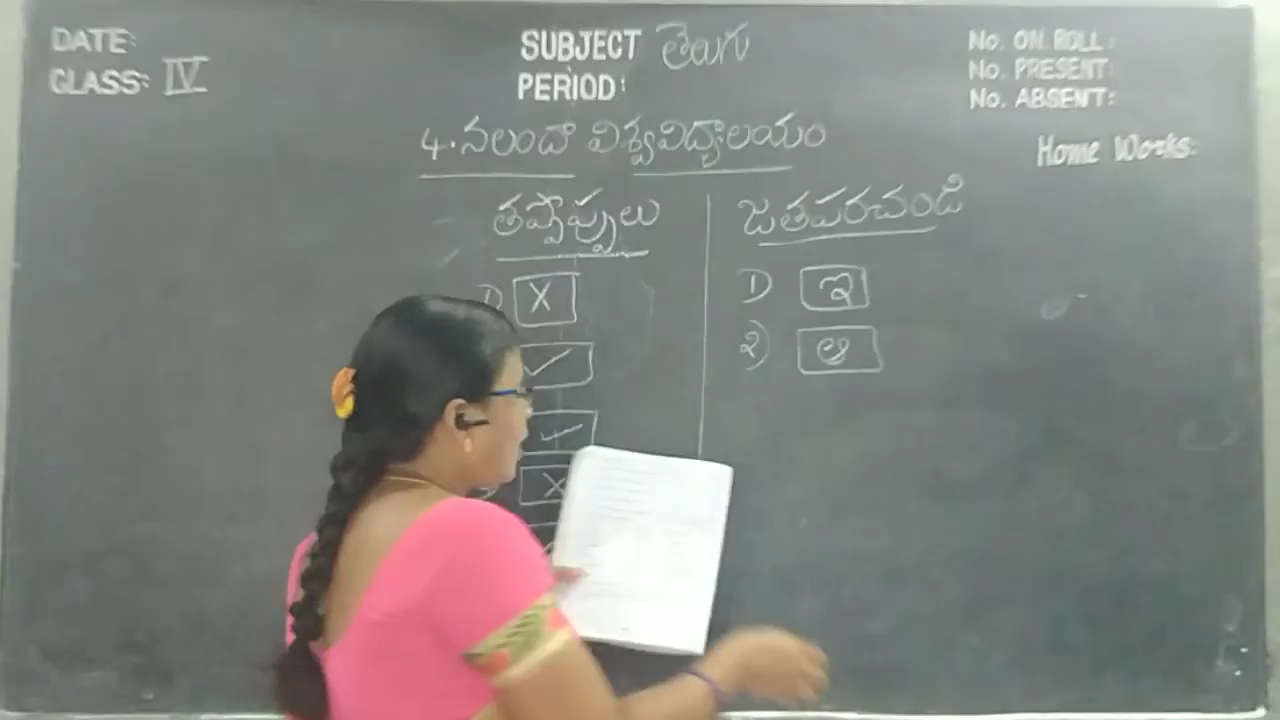 DATE:
CLASS: IV
SUBJECT తెలుగు
PERIOD:
No. ON ROLL:
No. PRESENT:
No. ABSENT:
Home Works:
4. నలందా విశ్వవిద్యాలయం
తప్పొప్పులు
1) X
✓
✓
X
జతపరచండి
1) ఇ
2) ఆ